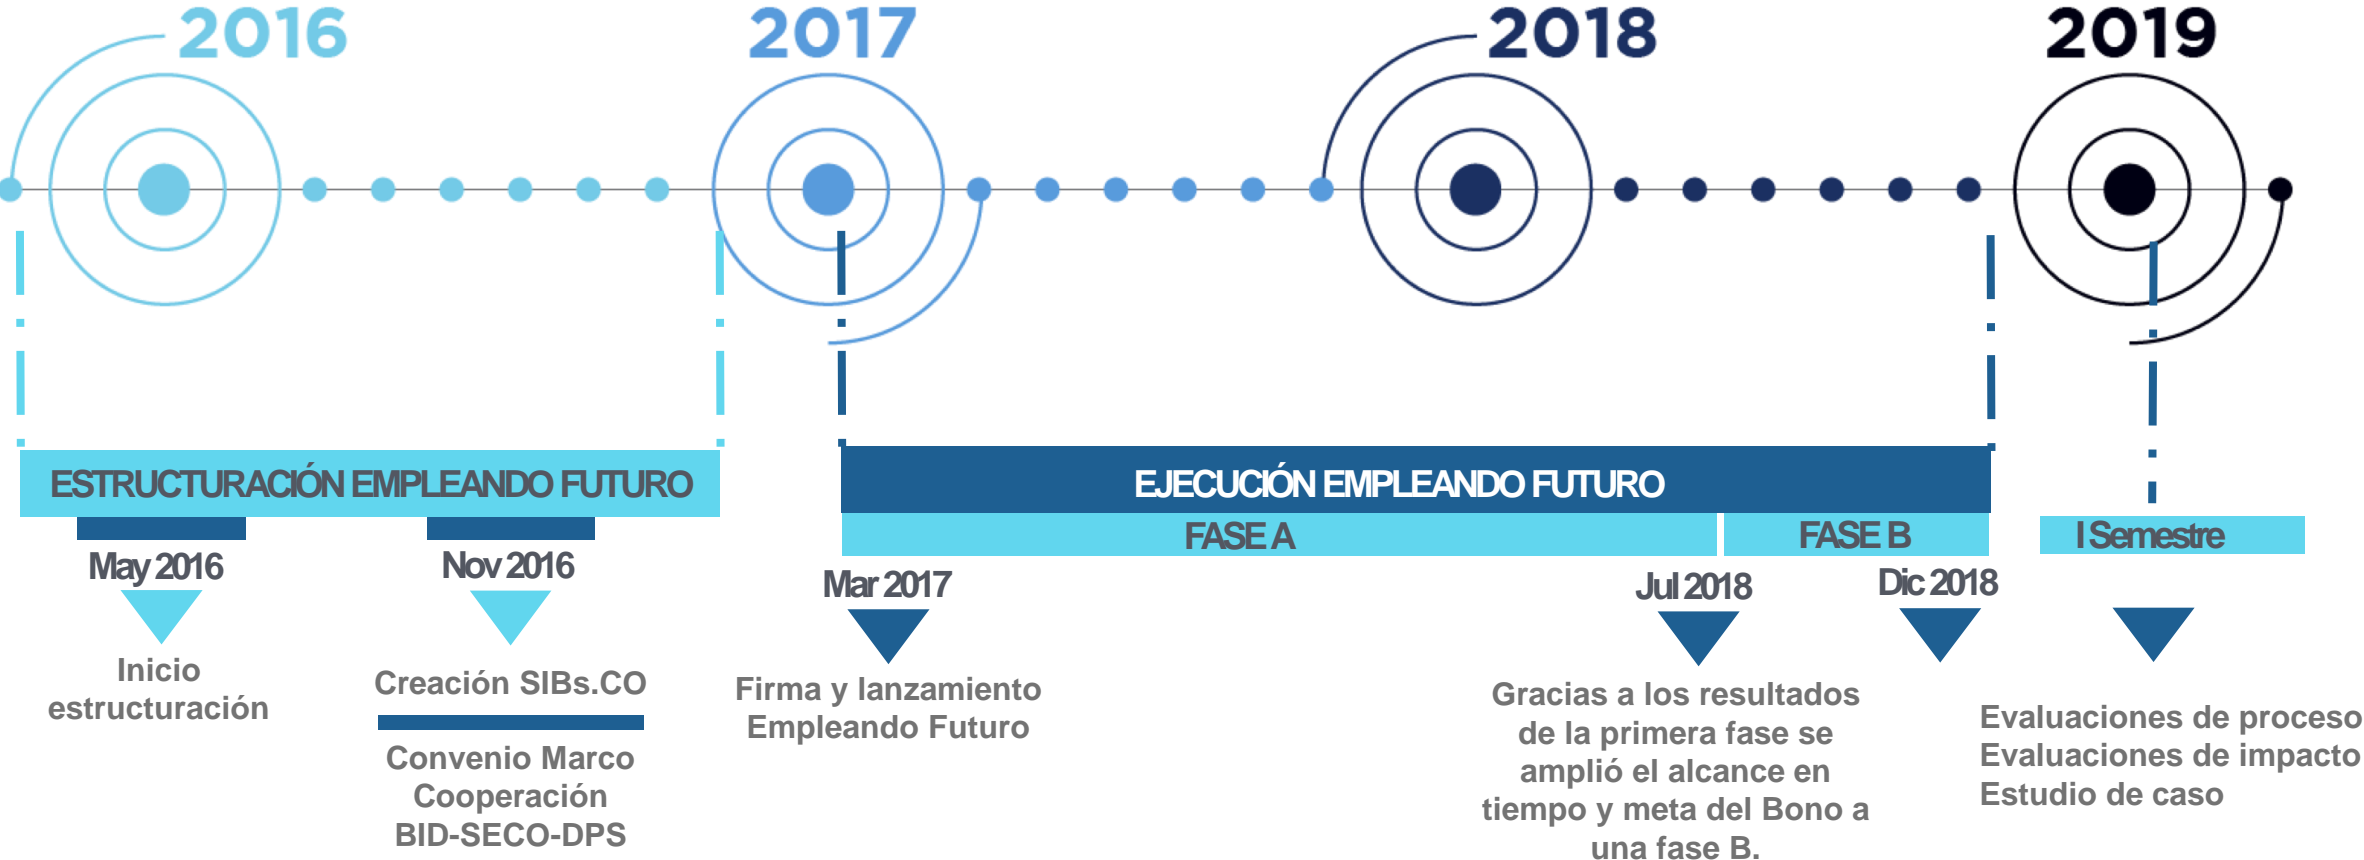 2016
2017
2018
2019
ESTRUCTURACIÓN EMPLEANDO FUTURO
May 2016
Inicio
estructuración
Nov 2016
Creación SIBs.CO
Convenio Marco
Cooperación
BID-SECO-DPS
EJECUCIÓN EMPLEANDO FUTURO
FASE A
FASE B
Mar 2017
Firma y lanzamiento
Empleando Futuro
Jul 2018
Gracias a los resultados
de la primera fase se
amplió el alcance en
tiempo y meta del Bono a
una fase B.
Dic 2018
I Semestre
Evaluaciones de proceso
Evaluaciones de impacto
Estudio de caso